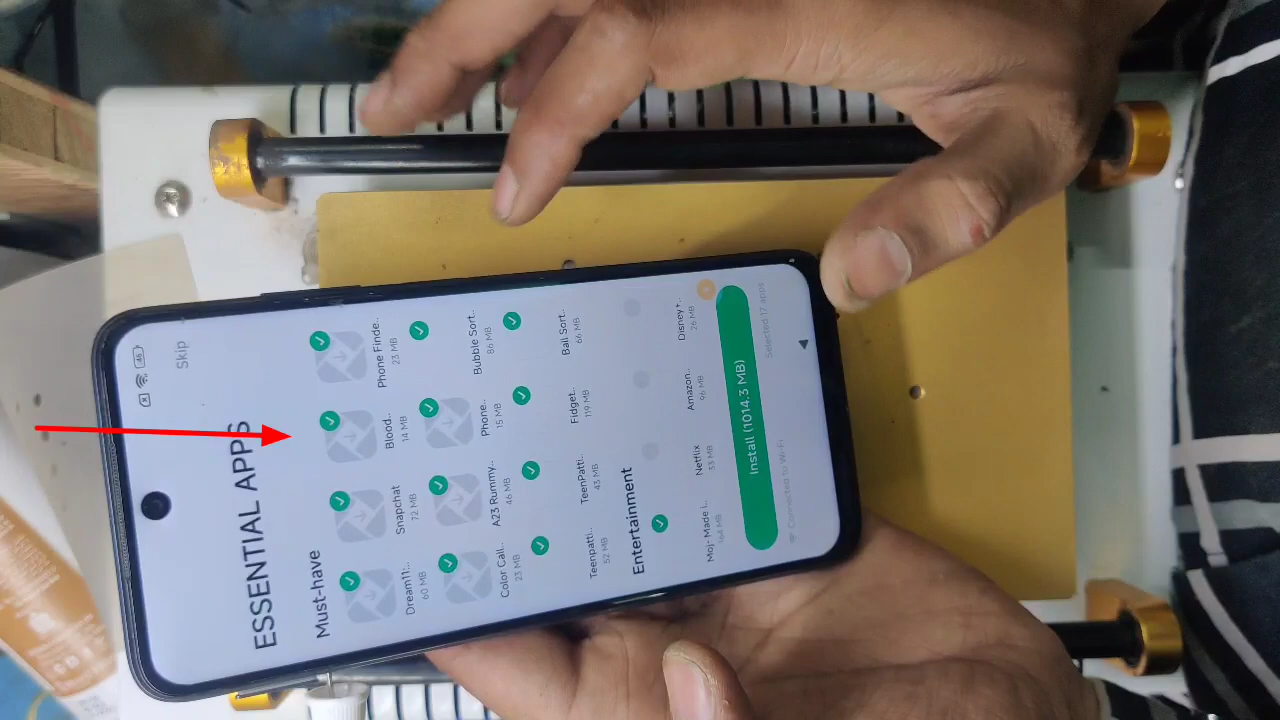 46
Skip
ESSENTIAL APPS
Must-have
Dream11:..
60 MB
Snapchat
72 MB
Blood..
14 MB
Phone Finde..
23 MB
Color Call..
23 MB
A23 Rummy..
46 MB
Phone..
15 MB
Bubble Sort..
86 MB
Teenpatti..
52 MB
TeenPatti..
43 MB
Fidget..
119 MB
Ball Sort..
66 MB
Entertainment
Moj- Made i..
164 MB
Netflix
33 MB
Amazon..
96 MB
Disney+..
26 MB
Install (1014.3 MB)
Connected to Wi-Fi
Selected 17 apps